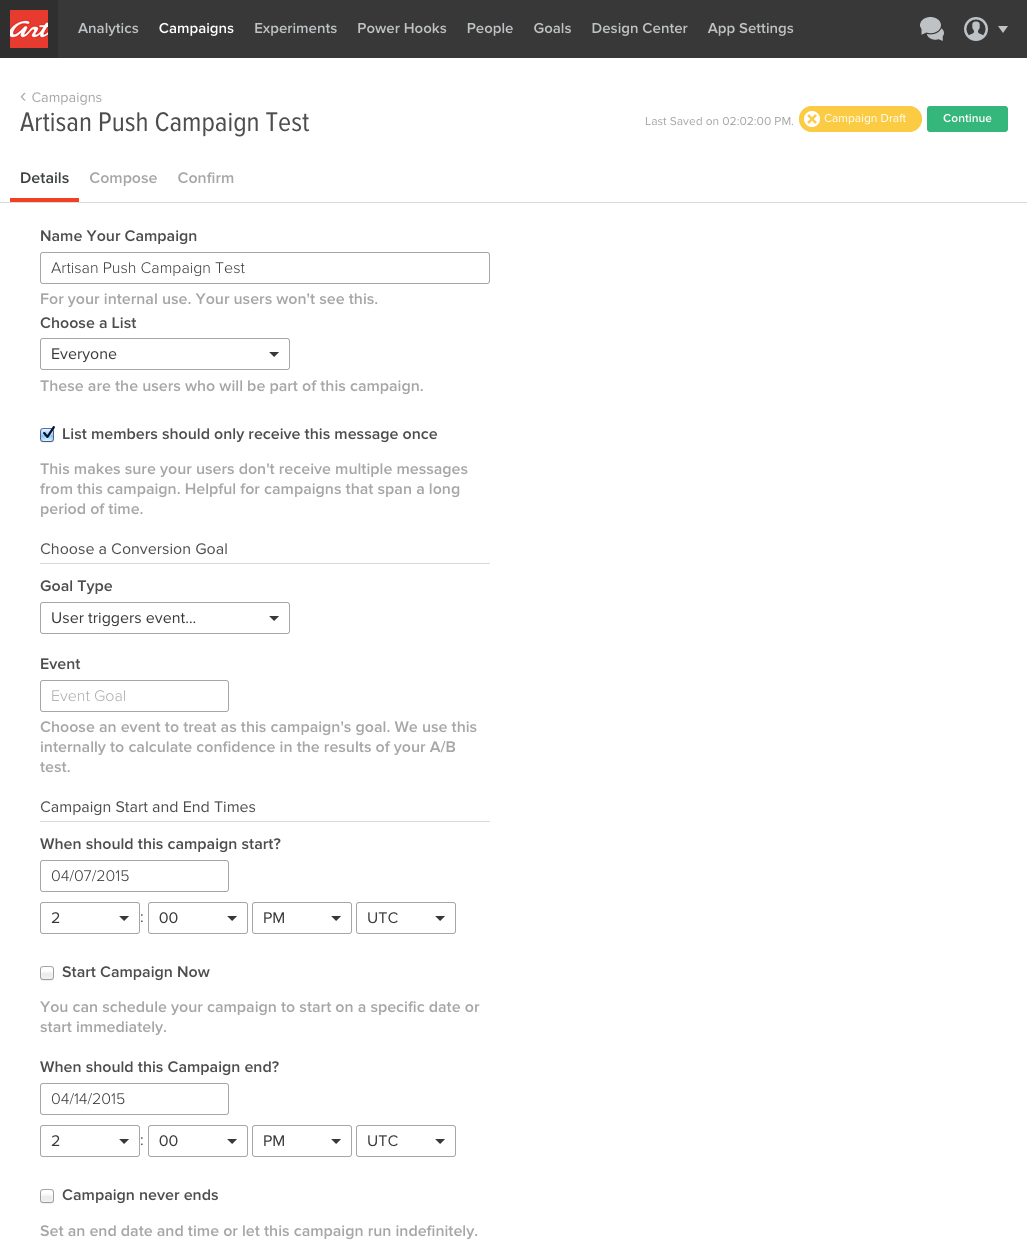 Art
Analytics Campaigns Experiments Power Hooks People Goals Design Center App Settings
Campaigns
Artisan Push Campaign Test
Last Saved on 02:02:00 PM. Campaign Draft Continue
Details Compose Confirm
Name Your Campaign
Artisan Push Campaign Test
For your internal use. Your users won't see this.
Choose a List
Everyone
These are the users who will be part of this campaign.
List members should only receive this message once
This makes sure your users don't receive multiple messages
from this campaign. Helpful for campaigns that span a long
period of time.
Choose a Conversion Goal
Goal Type
User triggers event...
Event
Event Goal
Choose an event to treat as this campaign's goal. We use this
internally to calculate confidence in the results of your A/B
test.
Campaign Start and End Times
When should this campaign start?
04/07/2015
2 : 00 PM UTC
Start Campaign Now
You can schedule your campaign to start on a specific date or
start immediately.
When should this Campaign end?
04/14/2015
2 : 00 PM UTC
Campaign never ends
Set an end date and time or let this campaign run indefinitely.